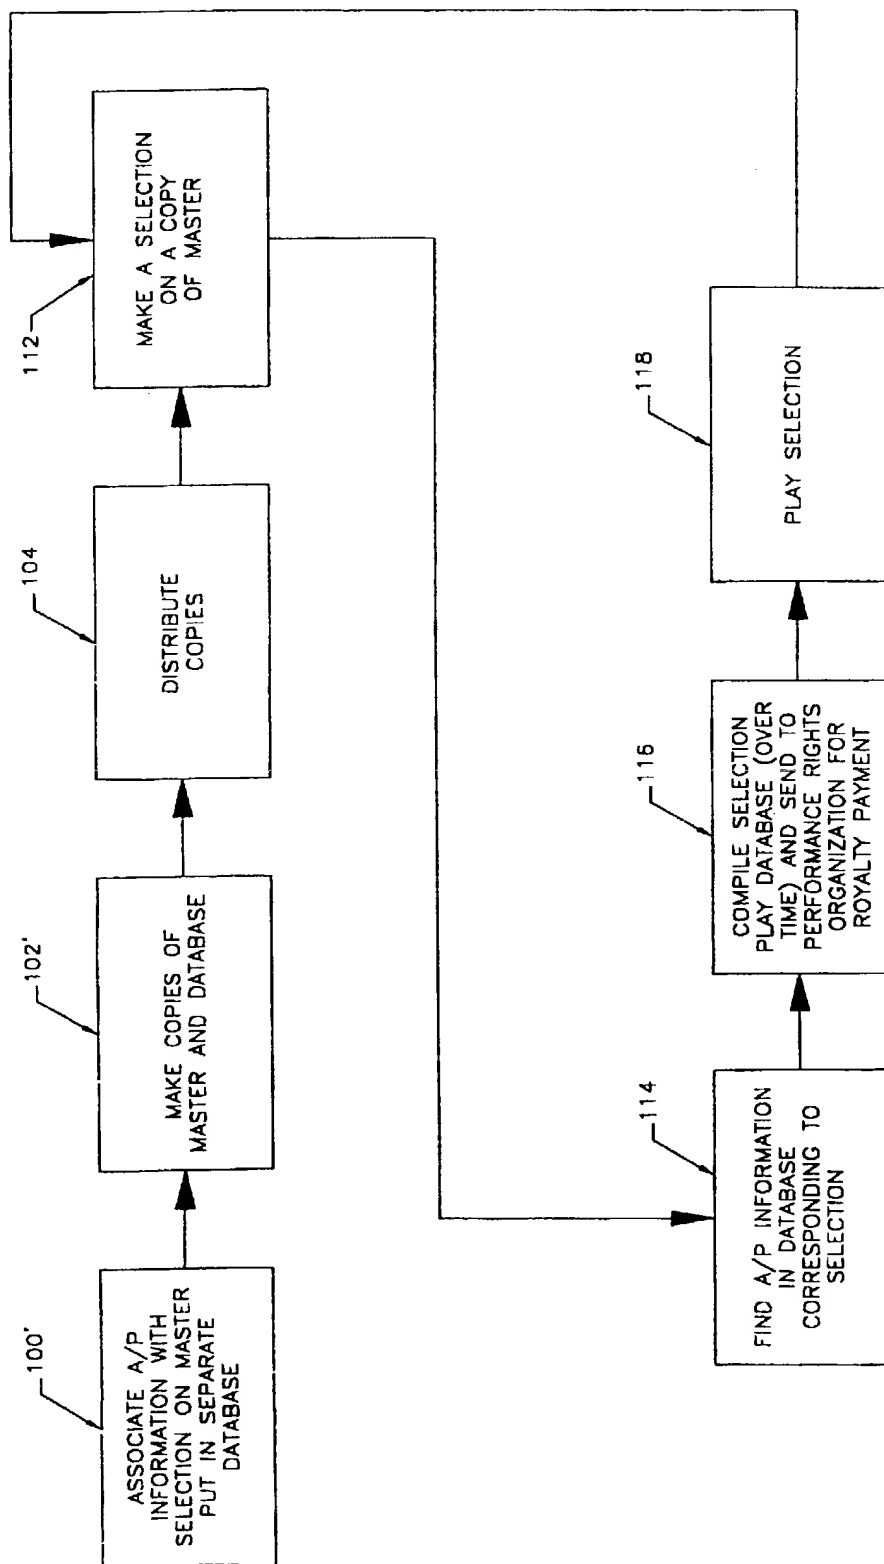 100'
ASSOCIATE A/P
INFORMATION WITH
SELECTION ON MASTER
PUT IN SEPARATE
DATABASE
102'
MAKE COPIES OF
MASTER AND DATABASE
104
DISTRIBUTE
COPIES
112
MAKE A SELECTION
ON A COPY
OF MASTER
114
FIND A/P INFORMATION
IN DATABASE
CORRESPONDING TO
SELECTION
116
COMPILE SELECTION
PLAY DATABASE (OVER
TIME) AND SEND TO
PERFORMANCE RIGHTS
ORGANIZATION FOR
ROYALTY PAYMENT
118
PLAY SELECTION